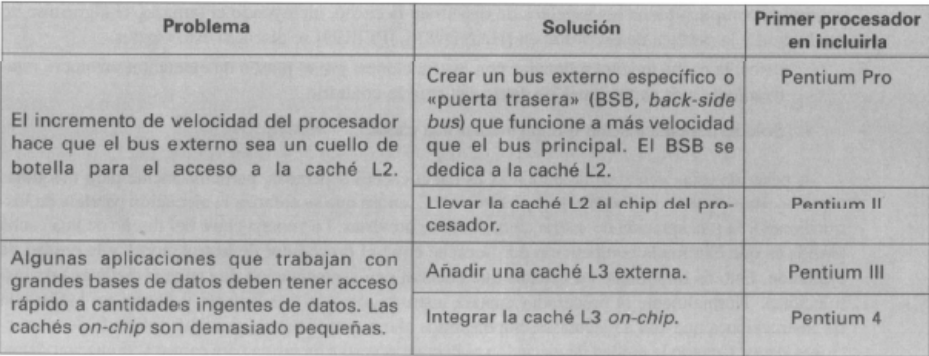 Problema
Solución
Primer procesador
en incluirla
El incremento de velocidad del procesador
hace que el bus externo sea un cuello de
botella para el acceso a la caché L2.
Crear un bus externo específico o
«puerta trasera» (BSB, back-side
bus) que funcione a más velocidad
que el bus principal. El BSB se
dedica a la caché L2.
Pentium Pro
Llevar la caché L2 al chip del pro-
cesador.
Pentium II
Algunas aplicaciones que trabajan con
grandes bases de datos deben tener acceso
rápido a cantidades ingentes de datos. Las
cachés on-chip son demasiado pequeñas.
Añadir una caché L3 externa.
Pentium III
Integrar la caché L3 on-chip.
Pentium 4